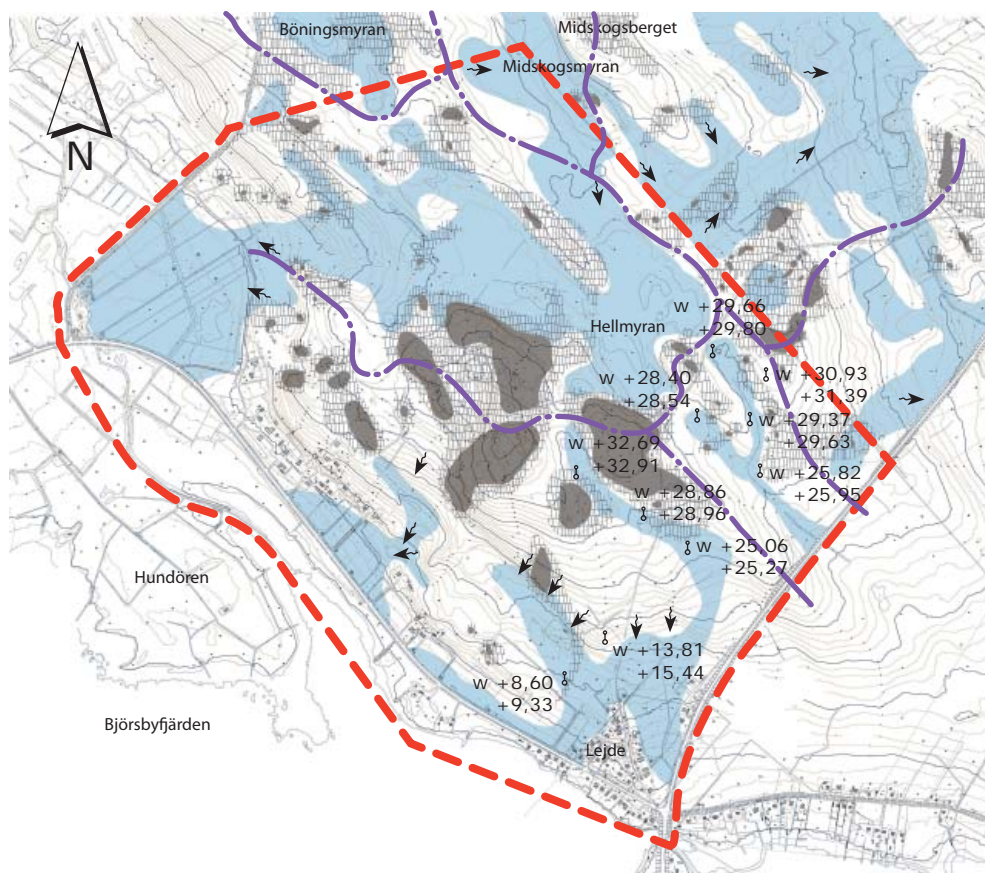 Böningsmyran
Midskogsberget
Midskogsmyran
N
w +29,66
+29,80
Hellmyran
w +28,40
+28,54
w +30,93
+31,39
w +29,37
+29,63
w +32,69
+32,91
w +25,82
+25,95
w +28,86
+28,96
w +25,06
+25,27
Hundören
w +13,81
+15,44
w +8,60
+9,33
Björsbyfjärden
Lejde